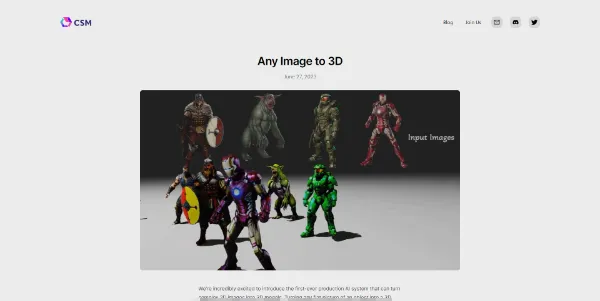 CSM
Blog
Join Us
Any Image to 3D
June 27, 2023
Input Images
We're incredibly excited to introduce the first-ever production AI system that can turn